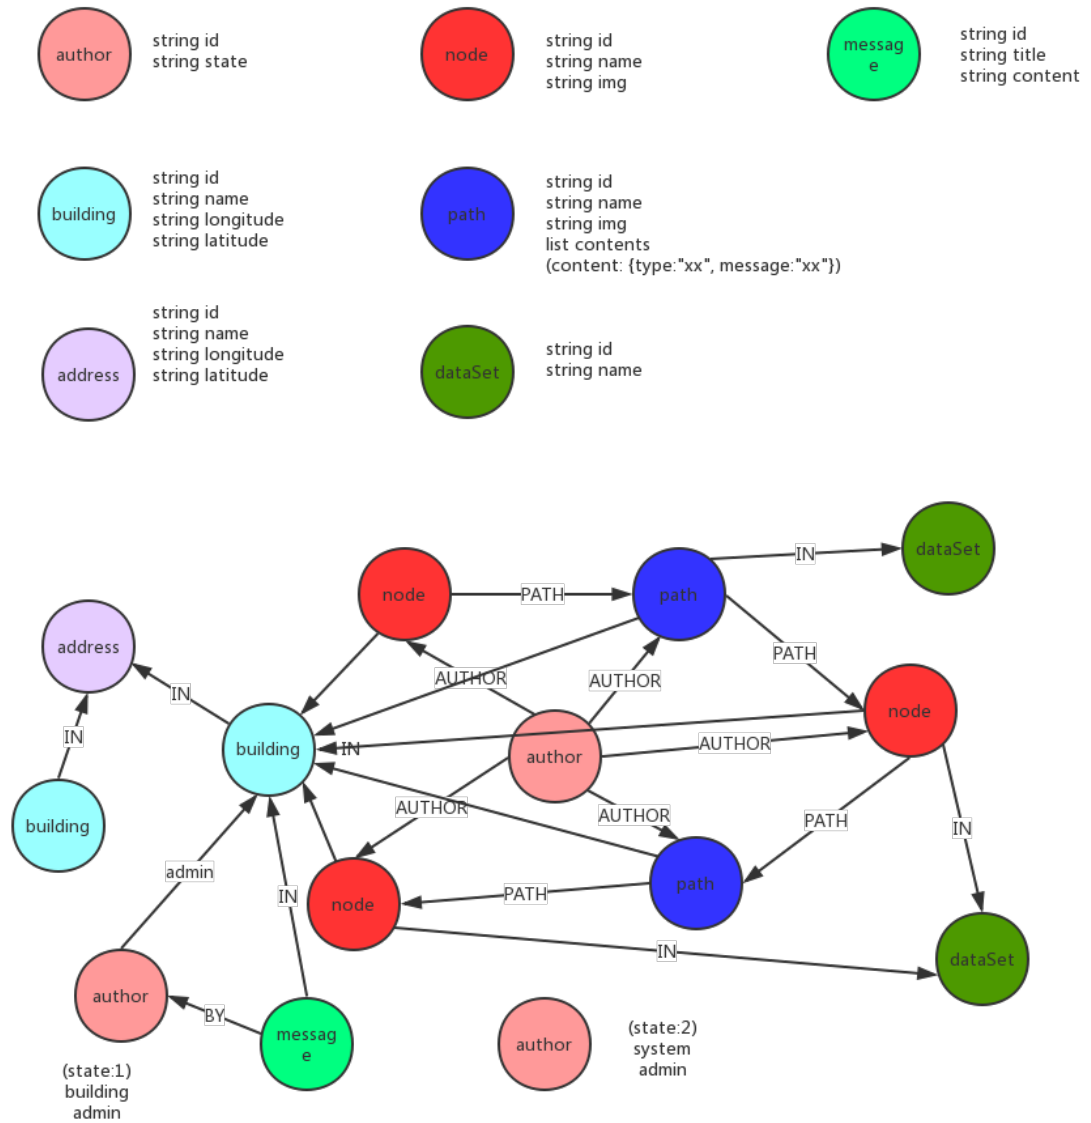 author
string id
string state
node
string id
string name
string img
messag
e
string id
string title
string content
building
string id
string name
string longitude
string latitude
path
string id
string name
string img
list contents
(content: {type:"xx", message:"xx"})
address
string id
string name
string longitude
string latitude
dataSet
string id
string name
dataSet
IN
node
PATH
path
address
PATH
AUTHOR
AUTHOR
IN
node
IN
building
IN
author
AUTHOR
AUTHOR
AUTHOR
PATH
IN
building
admin
path
IN
PATH
node
IN
dataSet
author
BY
messag
e
author
(state:2)
system
admin
(state:1)
building
admin